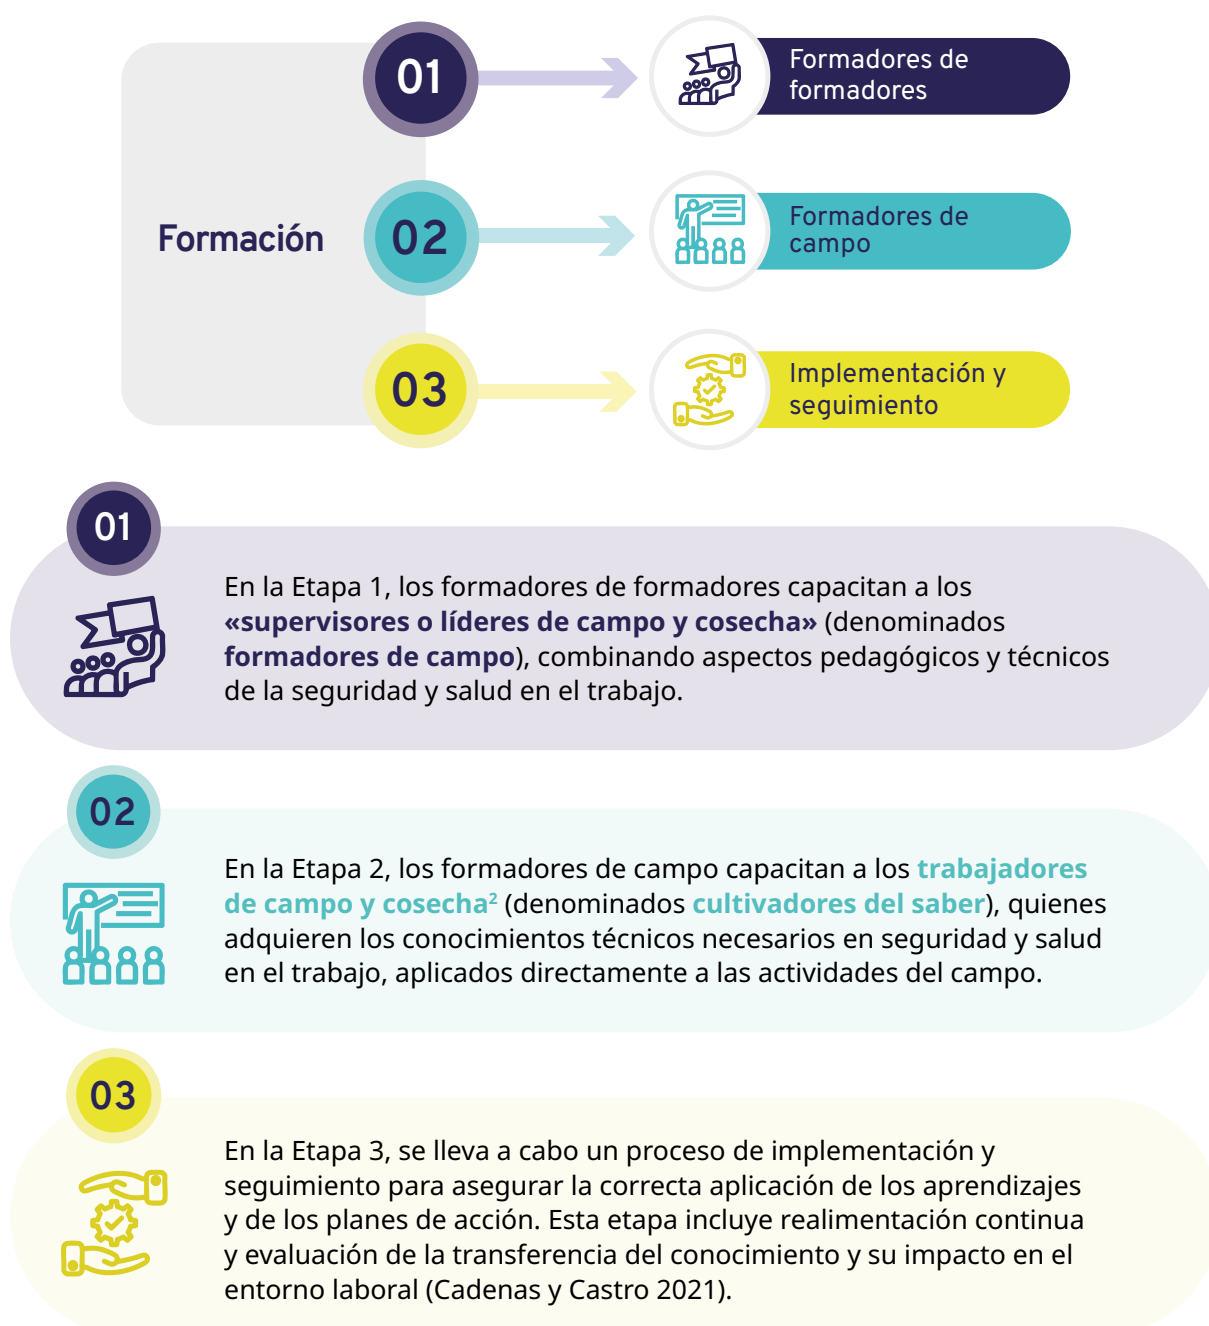 01
Formadores de
formadores
Formación
02
Formadores de
campo
03
Implementación y
seguimiento
01
En la Etapa 1, los formadores de formadores capacitan a los
«supervisores o líderes de campo y cosecha» (denominados
formadores de campo), combinando aspectos pedagógicos y técnicos
de la seguridad y salud en el trabajo.
02
En la Etapa 2, los formadores de campo capacitan a los trabajadores
de campo y cosecha² (denominados cultivadores del saber), quienes
adquieren los conocimientos técnicos necesarios en seguridad y salud
en el trabajo, aplicados directamente a las actividades del campo.
03
En la Etapa 3, se lleva a cabo un proceso de implementación y
seguimiento para asegurar la correcta aplicación de los aprendizajes
y de los planes de acción. Esta etapa incluye realimentación continua
y evaluación de la transferencia del conocimiento y su impacto en el
entorno laboral (Cadenas y Castro 2021).